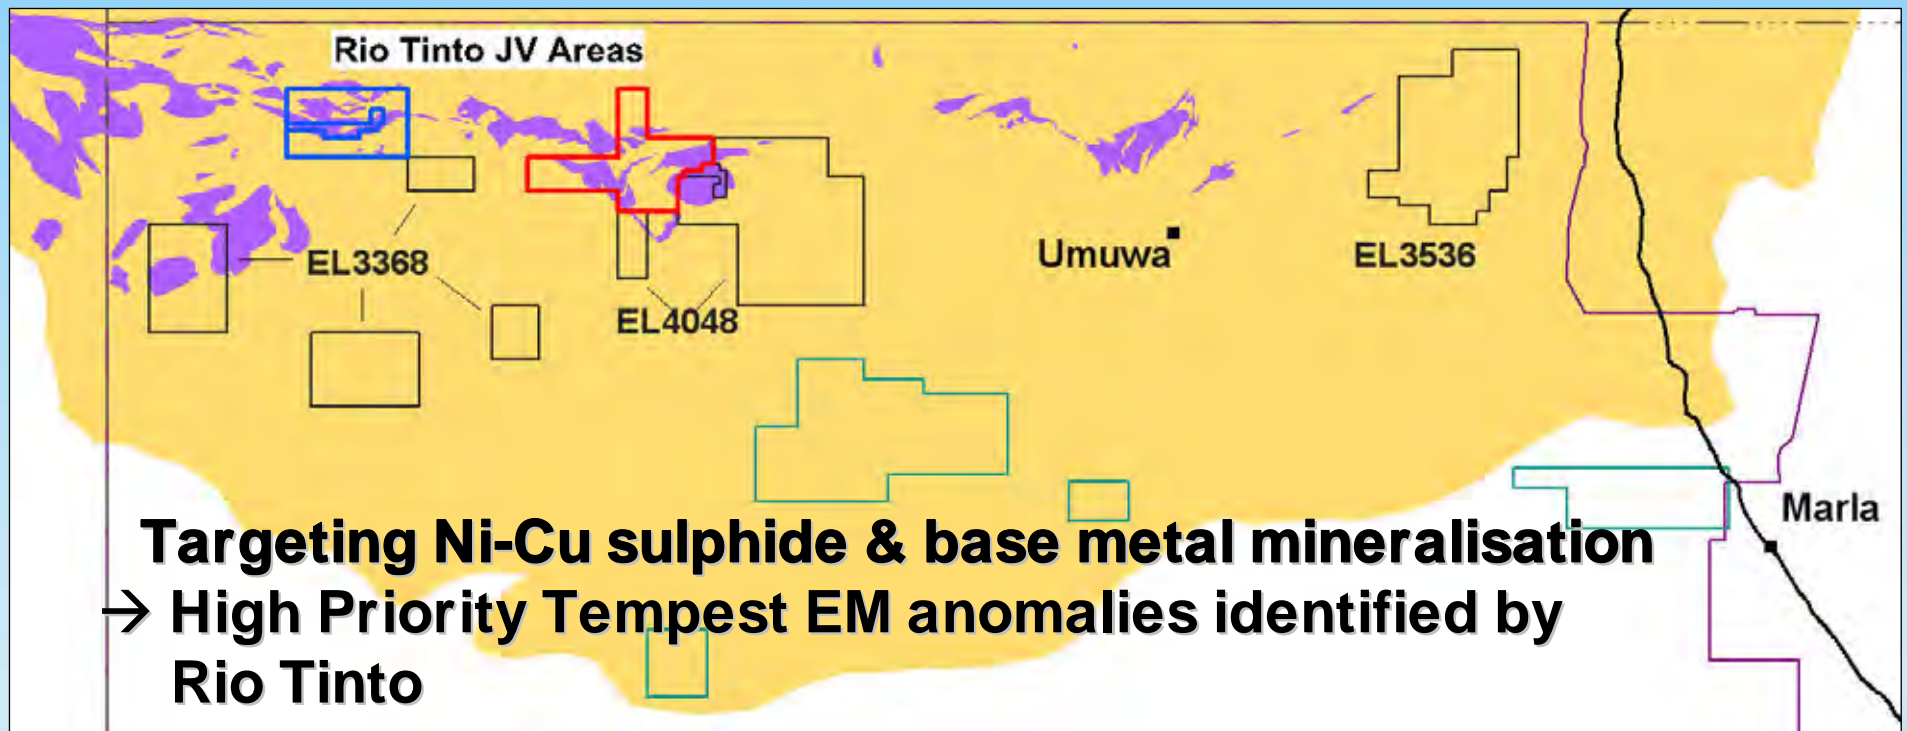 Rio Tinto JV Areas
Umuwa
EL3536
EL3368
EL4048
Marla
Targeting Ni-Cu sulphide & base metal mineralisation
→ High Priority Tempest EM anomalies identified by
Rio Tinto